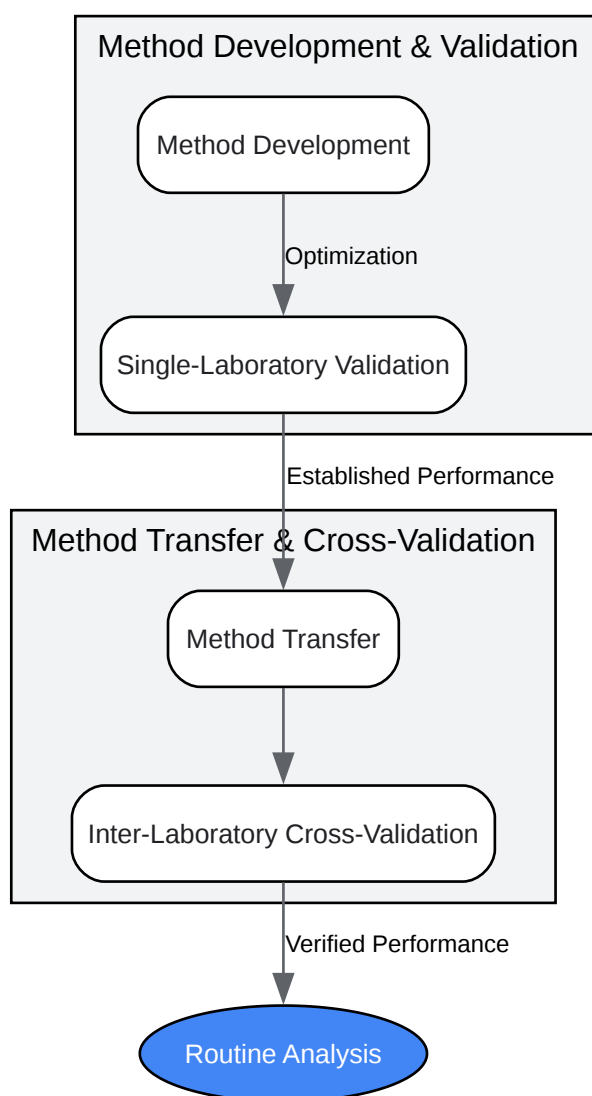 Method Development & Validation
Method Development
Optimization
Single-Laboratory Validation
Established Performance
Method Transfer & Cross-Validation
Method Transfer
Inter-Laboratory Cross-Validation
Verified Performance
Routine Analysis